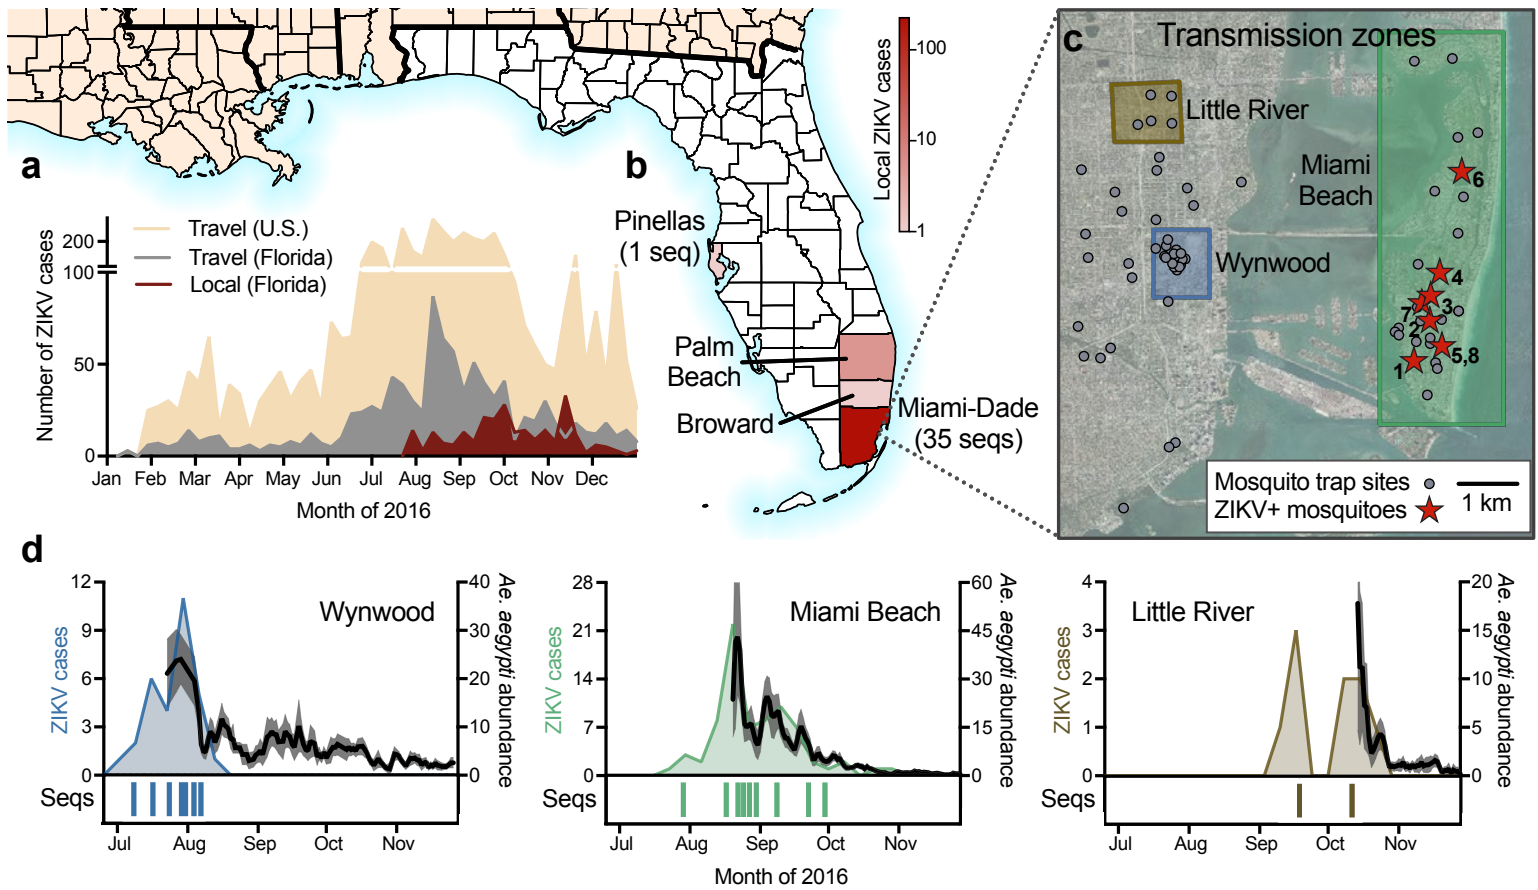 a
Travel (U.S.)
Travel (Florida)
Local (Florida)
Number of ZIKV cases
200
100
50
0
Jan Feb Mar Apr May Jun Jul Aug Sep Oct Nov Dec
Month of 2016
b
Local ZIKV cases
100
10
1
Pinellas
(1 seq)
Palm
Beach
Broward
Miami-Dade
(35 seqs)
c
Transmission zones
Little River
Miami
Beach
Wynwood
6
4
3
7
2
5,8
1
Mosquito trap sites
ZIKV+ mosquitoes
1 km
d
Wynwood
ZIKV cases
12
9
6
3
0
40
30
20
10
0
Ae. aegypti abundance
Seqs
Jul Aug Sep Oct Nov
Miami Beach
ZIKV cases
28
21
14
7
0
60
45
30
15
0
Ae. aegypti abundance
Seqs
Jul Aug Sep Oct Nov
Month of 2016
Little River
ZIKV cases
4
3
2
1
0
20
15
10
5
0
Ae. aegypti abundance
Seqs
Jul Aug Sep Oct Nov